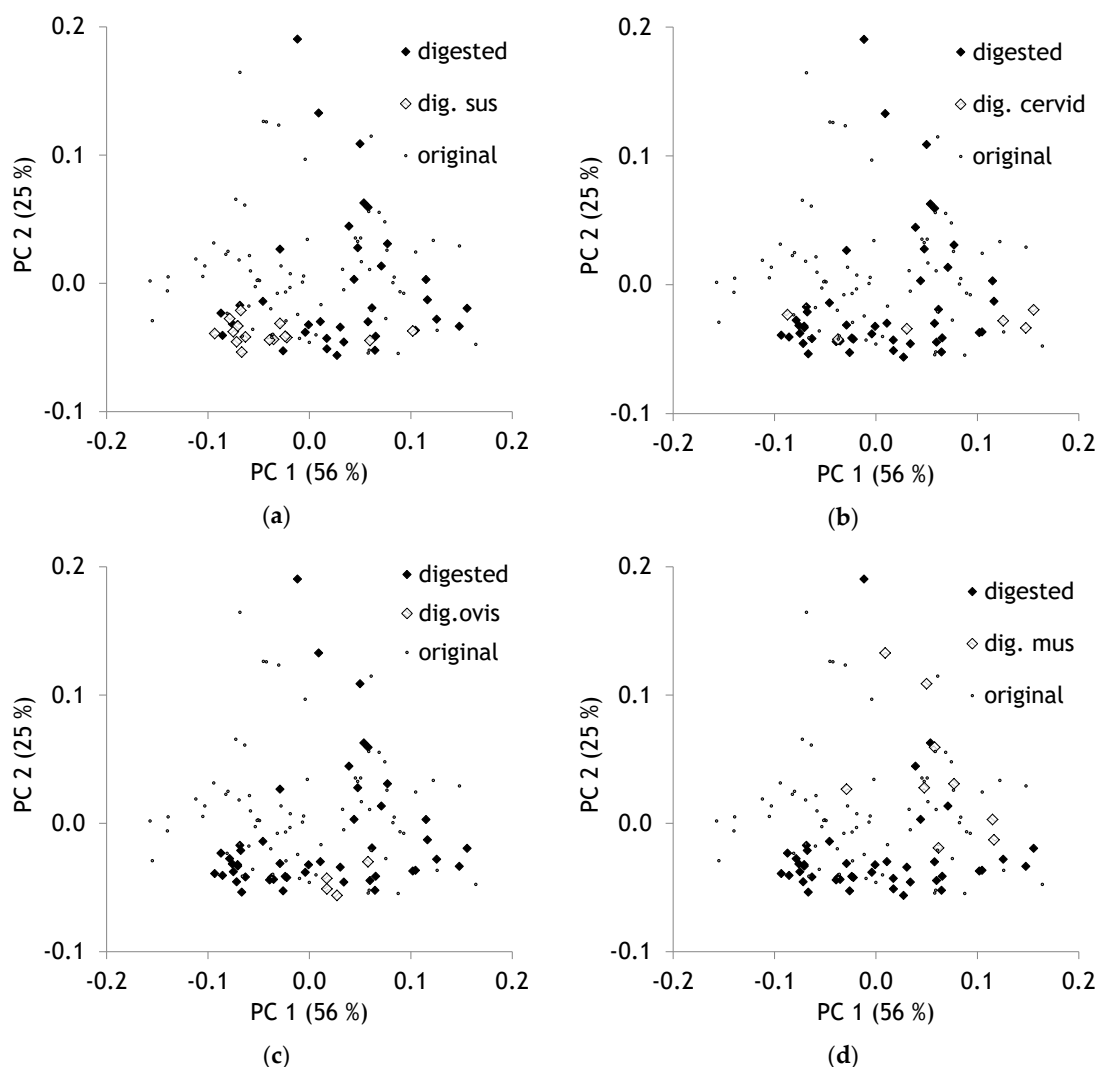 0.2
digested
dig. sus
original
0.1
0.0
-0.1
PC 2 (25 %)
-0.2 -0.1 0.0 0.1 0.2
PC 1 (56 %)
(a)
0.2
digested
dig. cervid
original
0.1
0.0
-0.1
PC 2 (25 %)
-0.2 -0.1 0.0 0.1 0.2
PC 1 (56 %)
(b)
0.2
digested
dig.ovis
original
0.1
0.0
-0.1
PC 2 (25 %)
-0.2 -0.1 0.0 0.1 0.2
PC 1 (56 %)
(c)
0.2
digested
dig. mus
original
0.1
0.0
-0.1
PC 2 (25 %)
-0.2 -0.1 0.0 0.1 0.2
PC 1 (56 %)
(d)